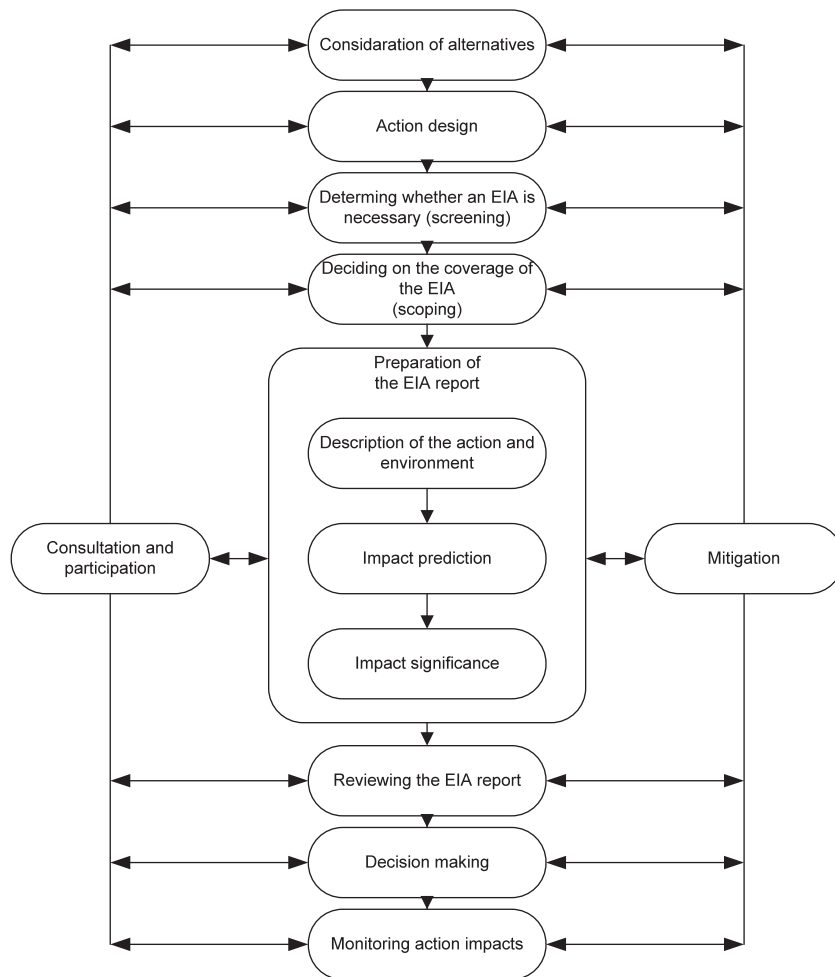 Considaration of alternatives
Action design
Determing whether an EIA is
necessary (screening)
Deciding on the coverage of
the EIA
(scoping)
Preparation of
the EIA report
Description of the action and
environment
Consultation and
participation
Impact prediction
Mitigation
Impact significance
Reviewing the EIA report
Decision making
Monitoring action impacts